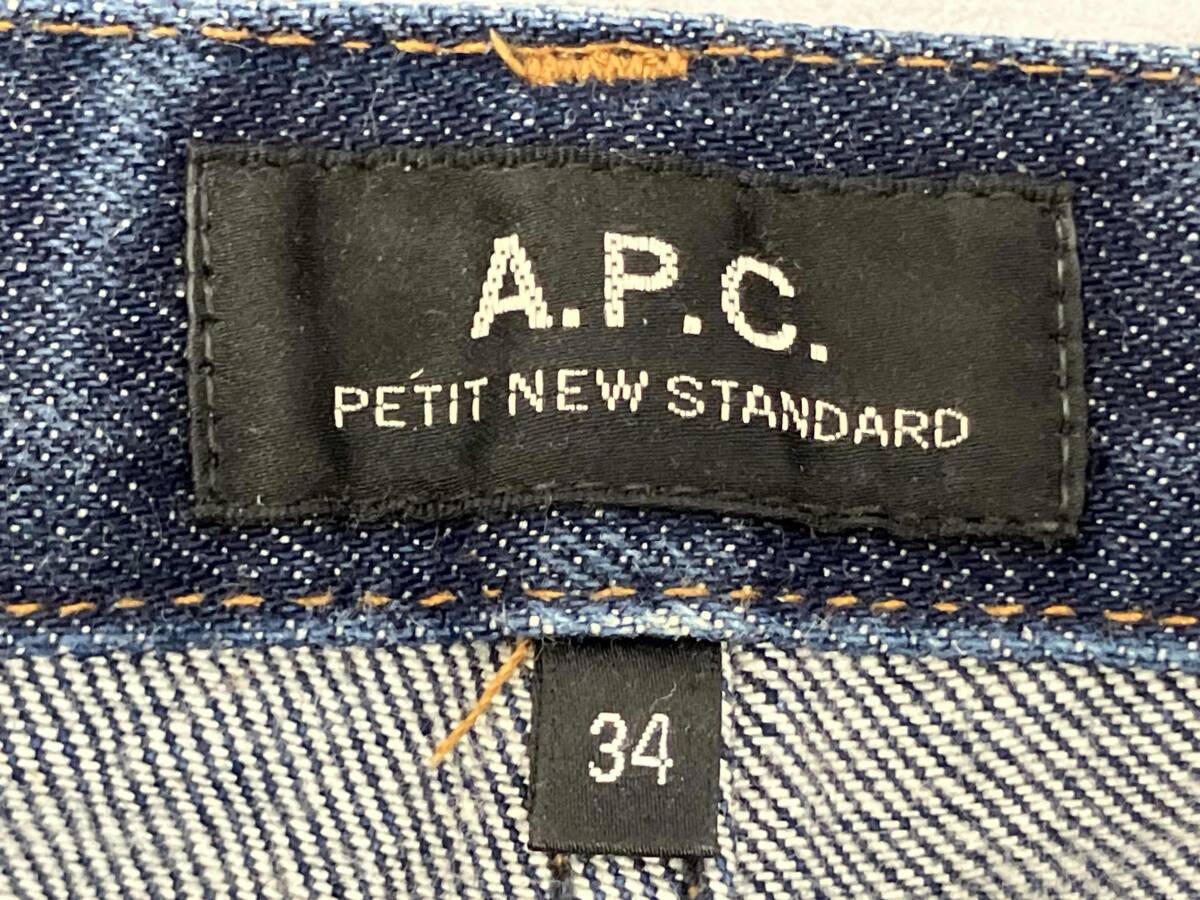 A.P.C.
PETIT NEW STANDARD
34